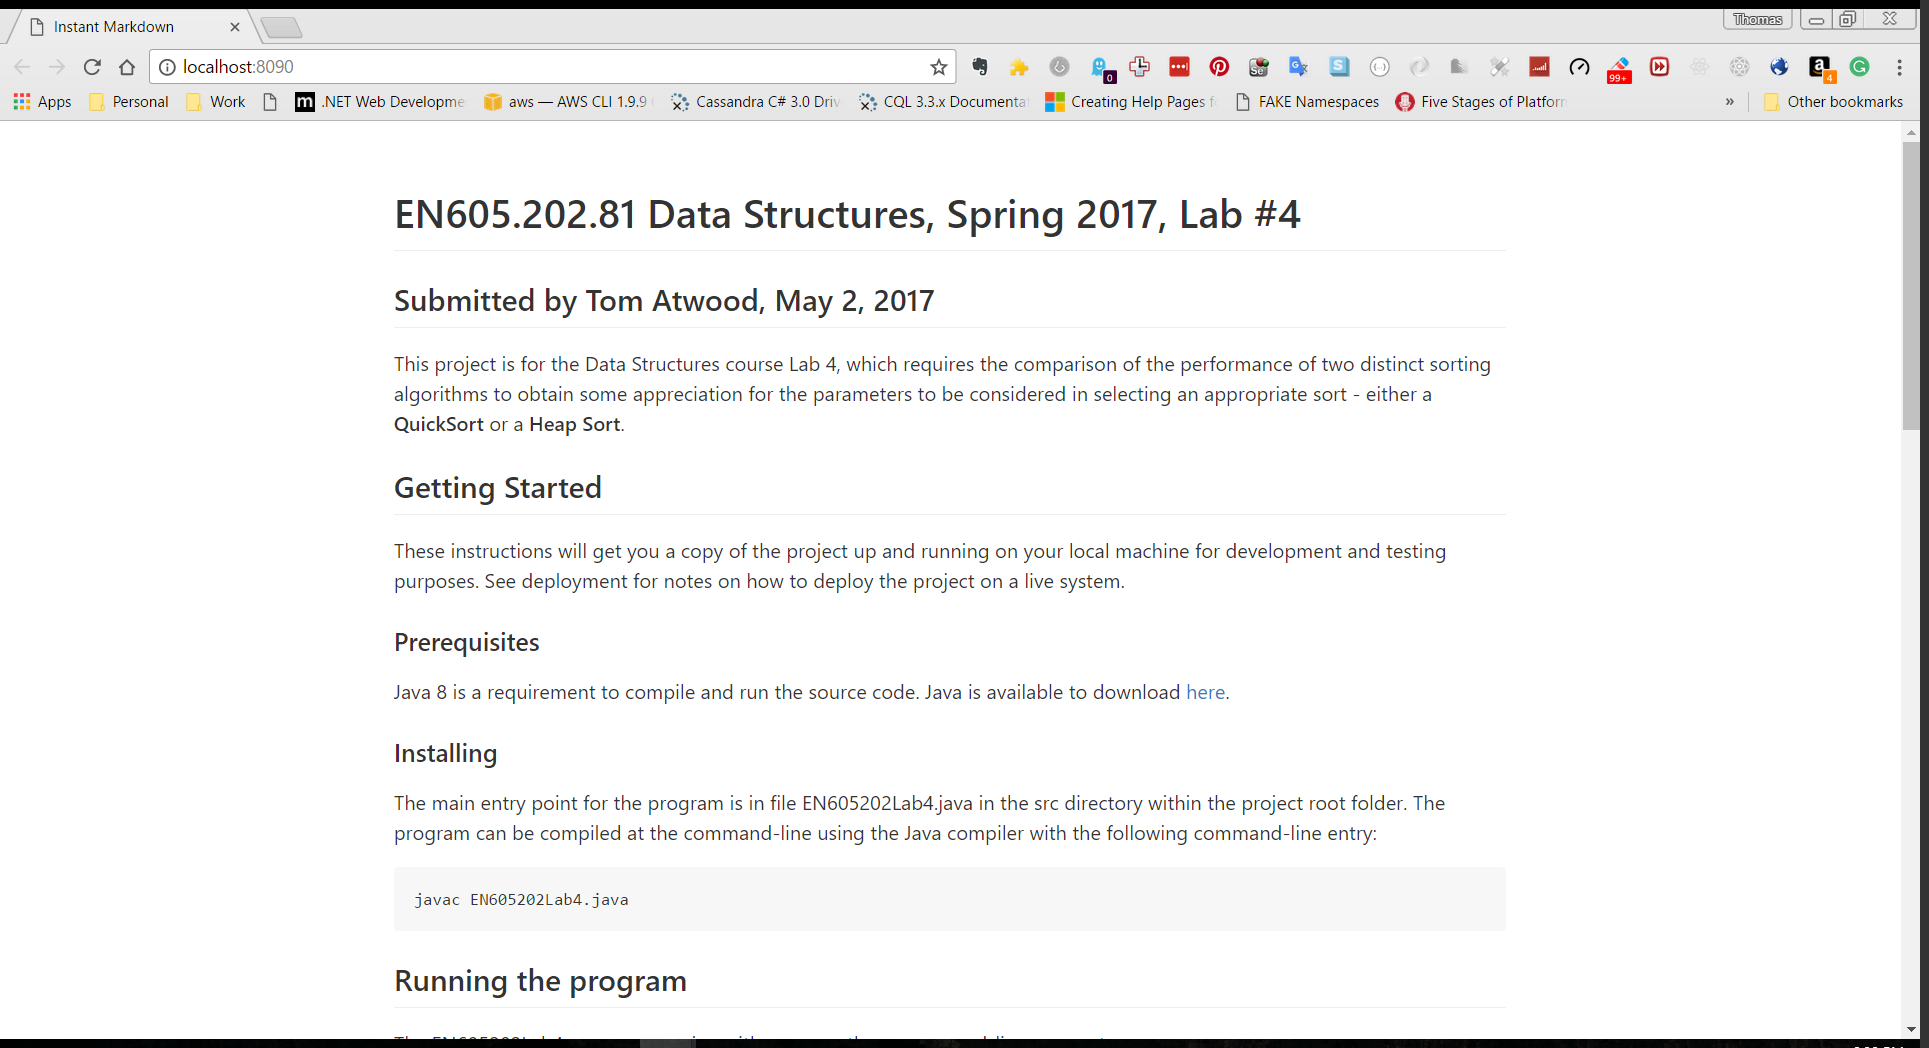 Instant Markdown
Thomas
localhost:8090
0
99+
4
Apps Personal Work .NET Web Developme aws — AWS CLI 1.9.9 Cassandra C# 3.0 Driv CQL 3.3.x Documenta Creating Help Pages f FAKE Namespaces Five Stages of Platfor » Other bookmarks
EN605.202.81 Data Structures, Spring 2017, Lab #4
Submitted by Tom Atwood, May 2, 2017
This project is for the Data Structures course Lab 4, which requires the comparison of the performance of two distinct sorting
algorithms to obtain some appreciation for the parameters to be considered in selecting an appropriate sort - either a
QuickSort or a Heap Sort.
Getting Started
These instructions will get you a copy of the project up and running on your local machine for development and testing
purposes. See deployment for notes on how to deploy the project on a live system.
Prerequisites
Java 8 is a requirement to compile and run the source code. Java is available to download here.
Installing
The main entry point for the program is in file EN605202Lab4.java in the src directory within the project root folder. The
program can be compiled at the command-line using the Java compiler with the following command-line entry:
javac EN605202Lab4.java
Running the program